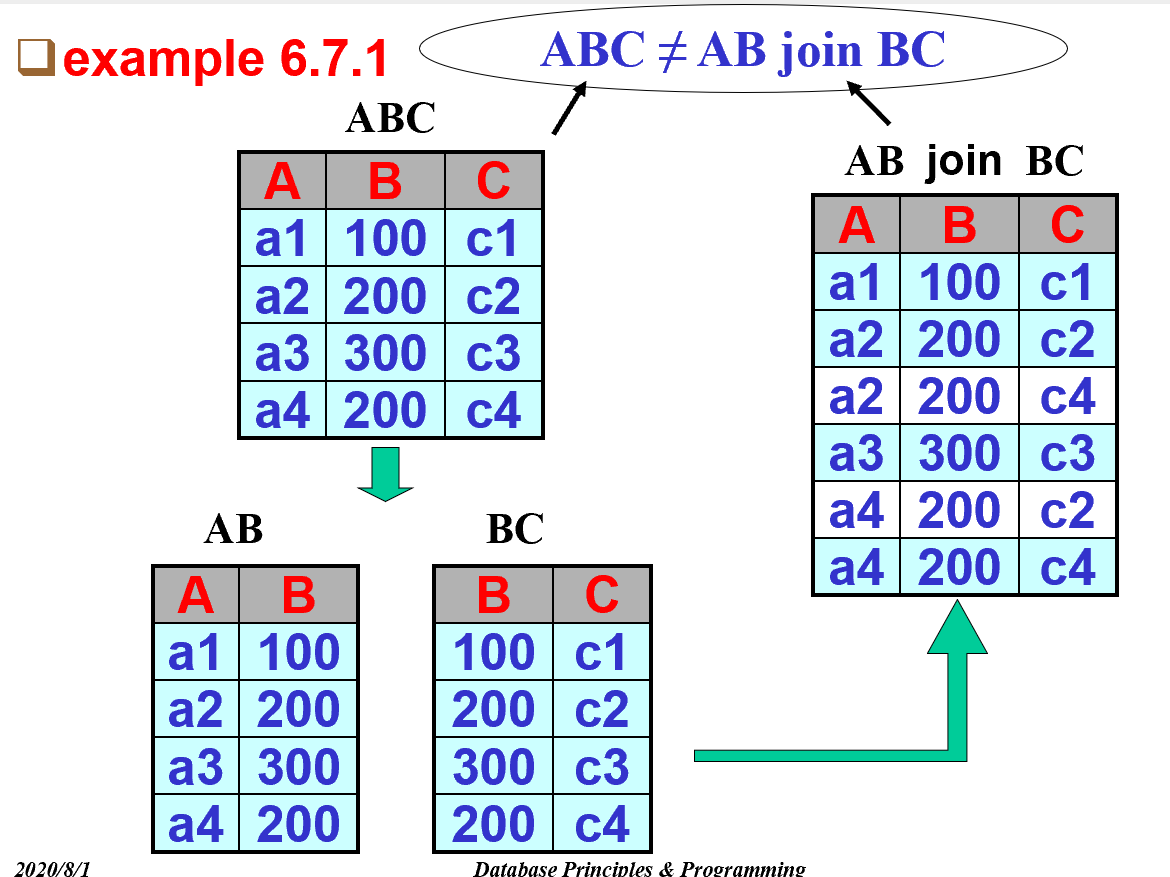 ❑ example 6.7.1
ABC ≠ AB join BC
ABC
A B C
a1 100 c1
a2 200 c2
a3 300 c3
a4 200 c4
AB join BC
A B C
a1 100 c1
a2 200 c2
a2 200 c4
a3 300 c3
a4 200 c2
a4 200 c4
AB
A B
a1 100
a2 200
a3 300
a4 200
BC
B C
100 c1
200 c2
300 c3
200 c4
2020/8/1
Database Principles & Programming